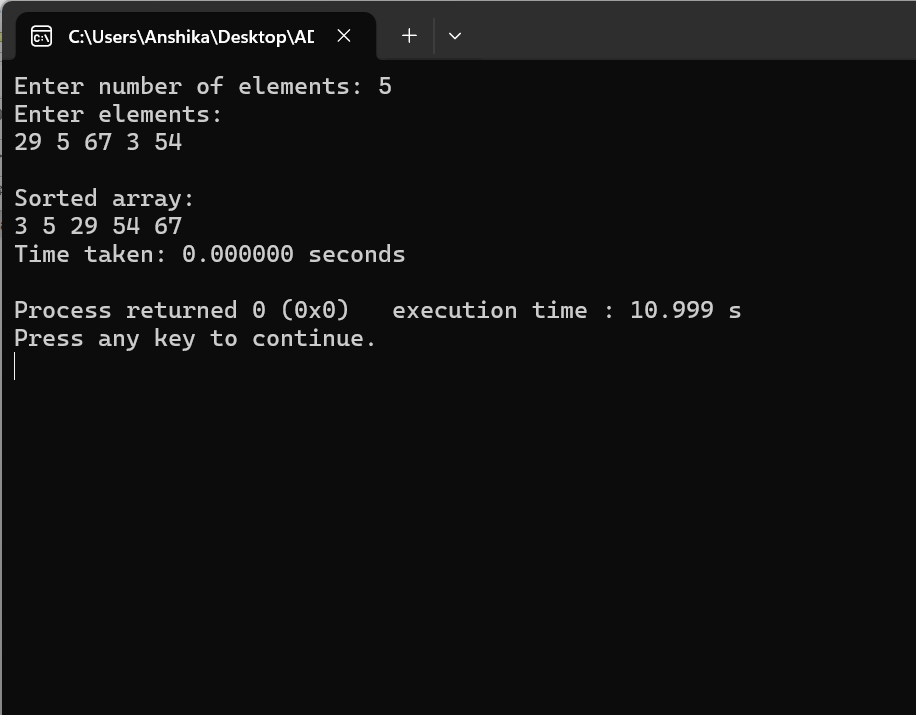 C:\Users\Anshika\Desktop\AD
Enter number of elements: 5
Enter elements:
29 5 67 3 54
Sorted array:
3 5 29 54 67
Time taken: 0.000000 seconds
Process returned 0 (0x0)   execution time : 10.999 s
Press any key to continue.